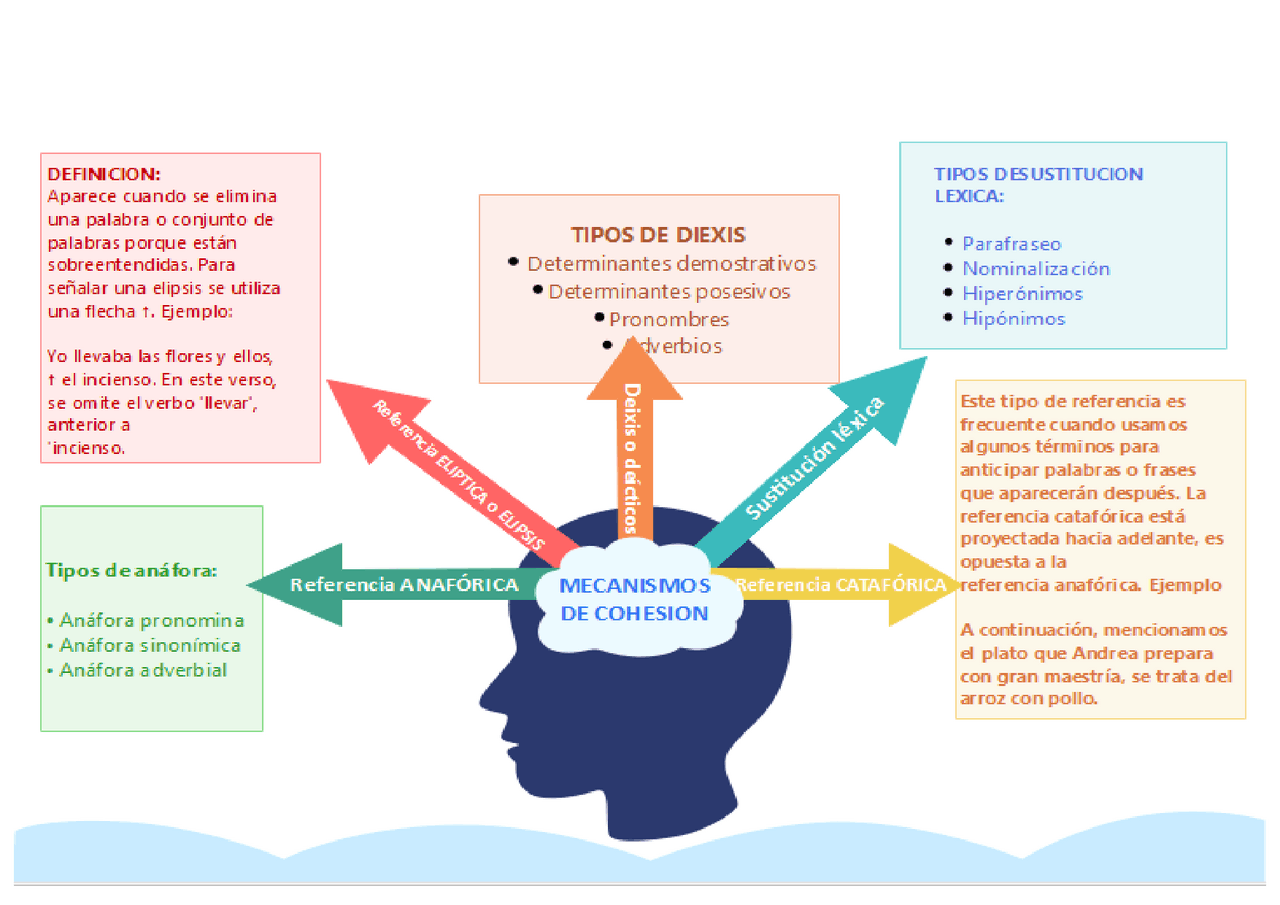 DEFINICION:
Aparece cuando se elimina
una palabra o conjunto de
palabras porque están
sobreentendidas. Para
señalar una elipsis se utiliza
una flecha ↑. Ejemplo:
Yo llevaba las flores y ellos,
↑ el incienso. En este verso,
se omite el verbo 'llevar',
anterior a
'incienso.
TIPOS DE DIEXIS
• Determinantes demostrativos
• Determinantes posesivos
• Pronombres
• Adverbios
TIPOS DESUSTITUCION
LEXICA:
• Parafraseo
• Nominalización
• Hiperónimos
• Hipónimos
Referencia ELIPTICA o ELIPSIS
Deixis o deícticos
Sustitución léxica
Tipos de anáfora:
• Anáfora pronomina
• Anáfora sinonímica
• Anáfora adverbial
Referencia ANAFÓRICA
MECANISMOS
DE COHESION
Referencia CATAFÓRICA
Este tipo de referencia es
frecuente cuando usamos
algunos términos para
anticipar palabras o frases
que aparecerán después. La
referencia catafórica está
proyectada hacia adelante, es
opuesta a la
referencia anafórica. Ejemplo
A continuación, mencionamos
el plato que Andrea prepara
con gran maestría, se trata del
arroz con pollo.